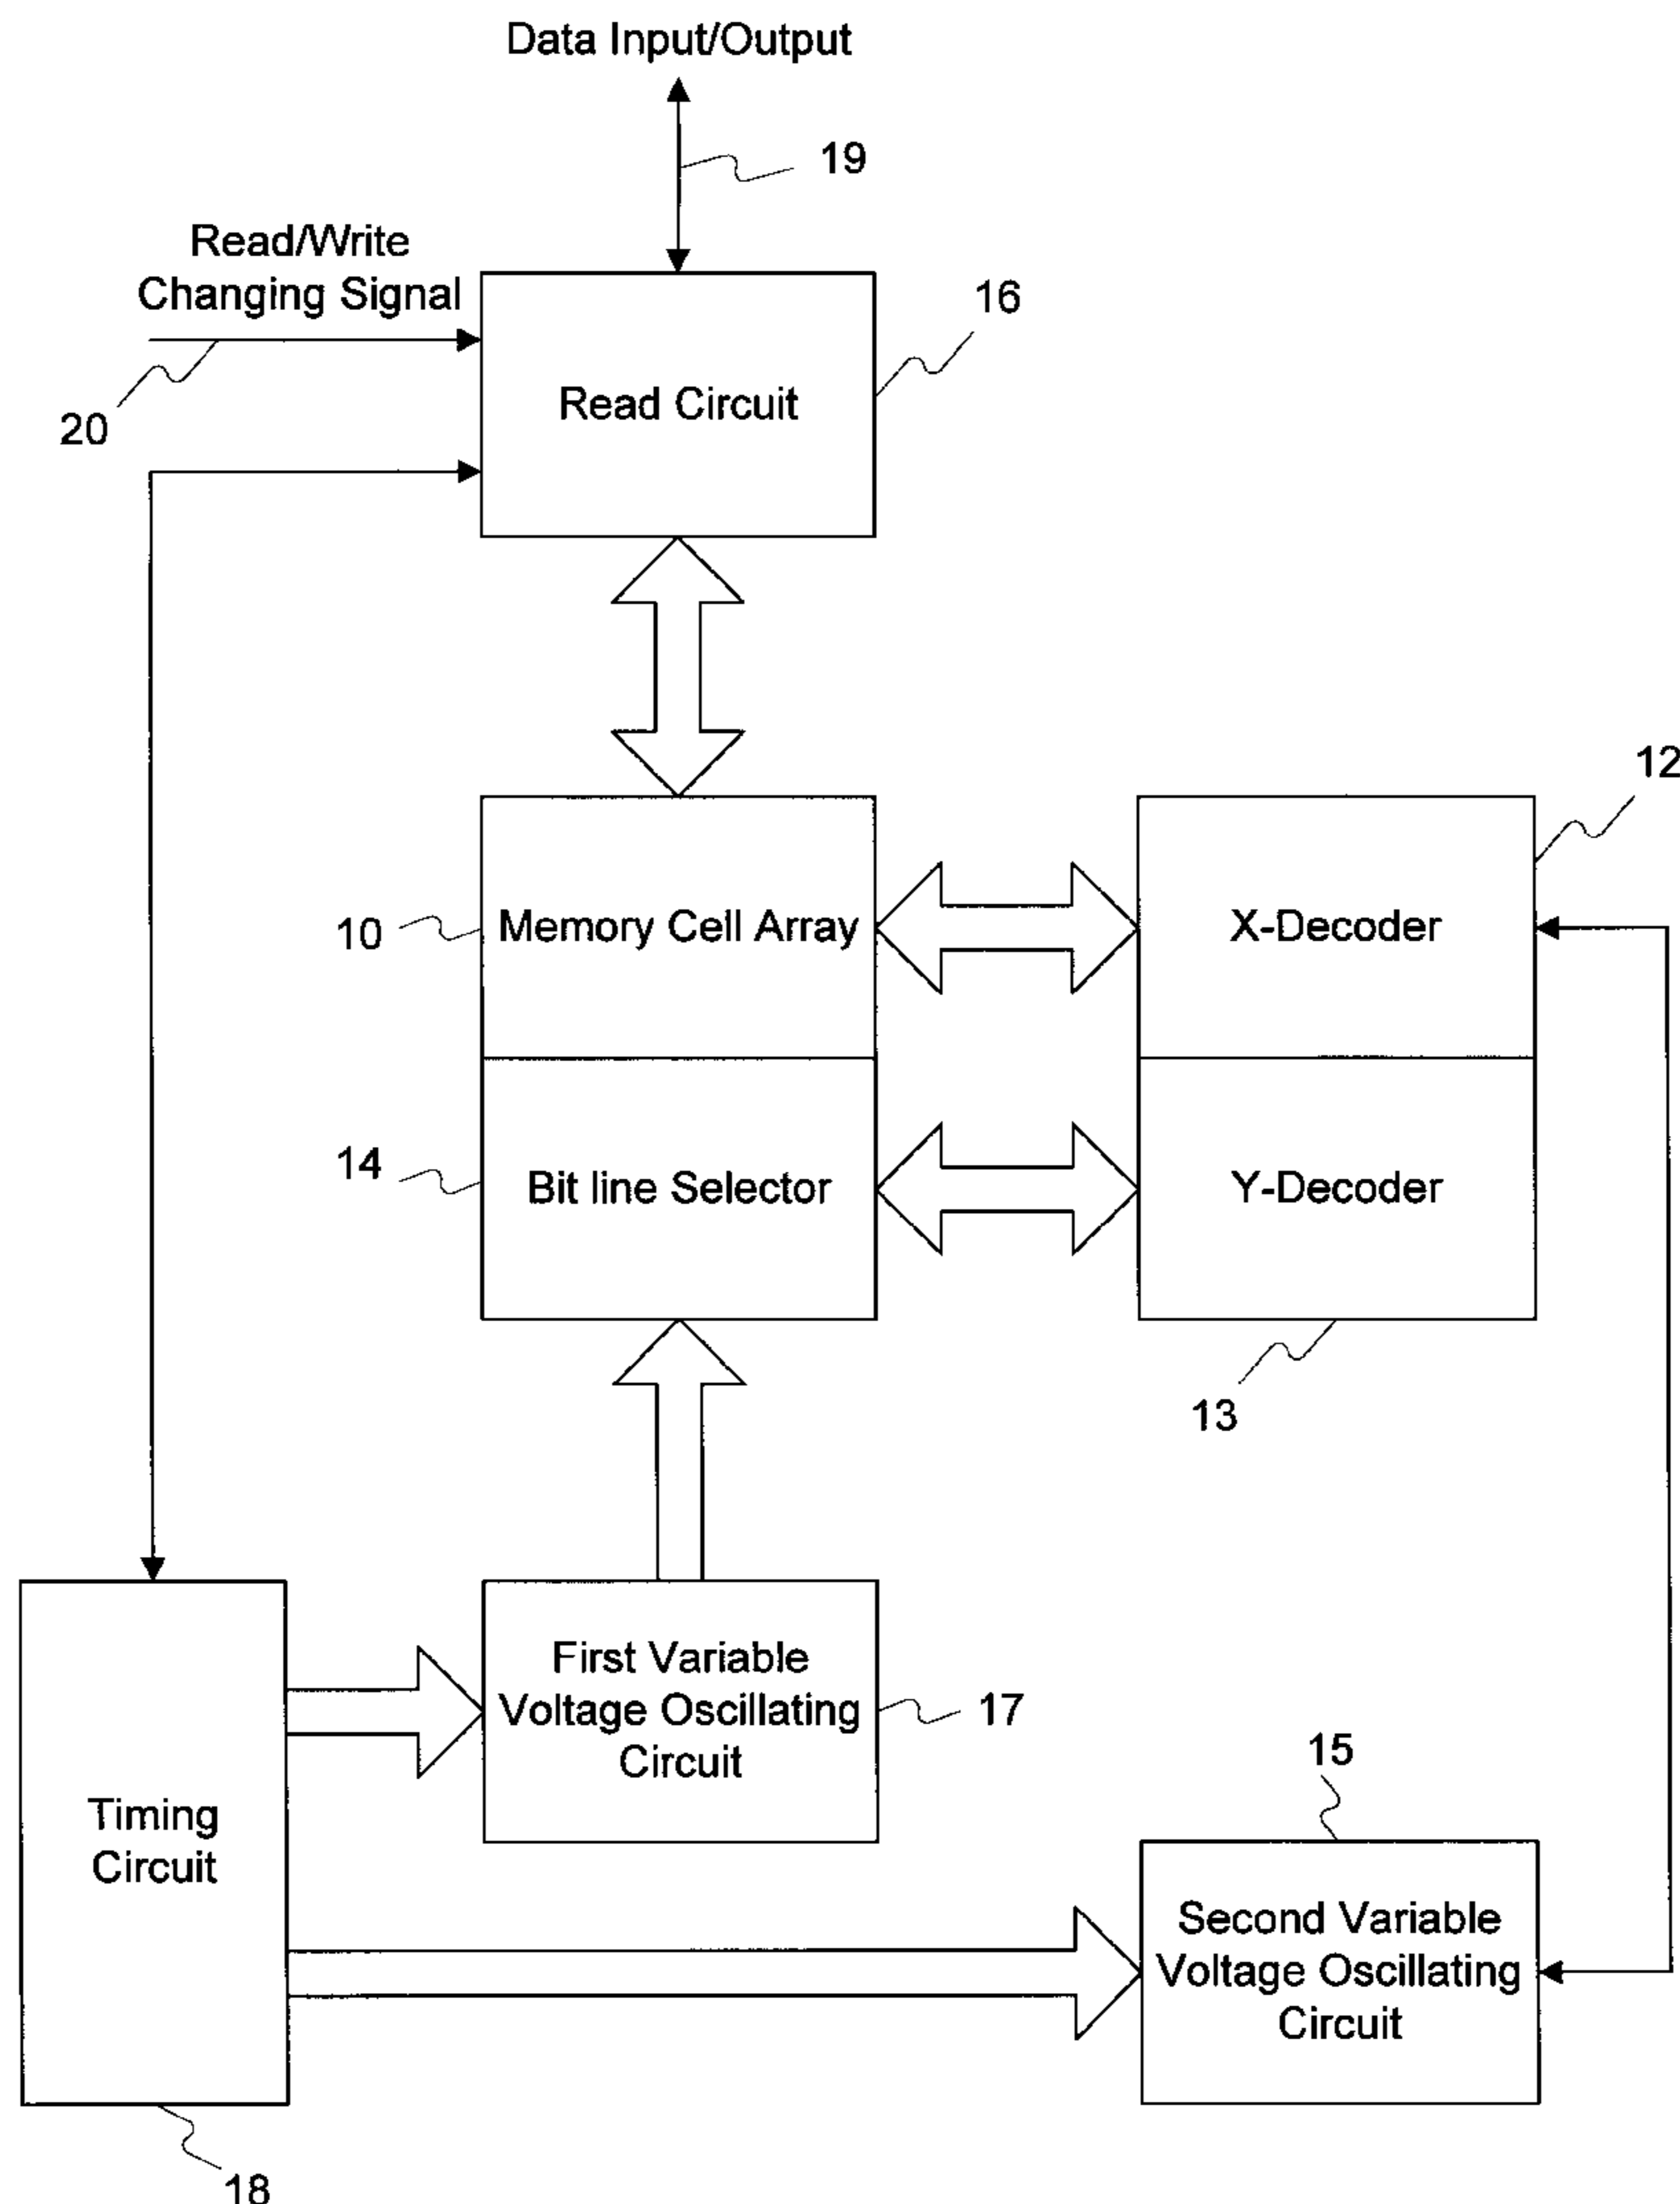 Data Input/Output
19
Read/Write
Changing Signal
16
Read Circuit
20
12
10
Memory Cell Array
X-Decoder
14
Bit line Selector
Y-Decoder
13
First Variable
Voltage Oscillating
Circuit
17
15
Timing
Circuit
Second Variable
Voltage Oscillating
Circuit
18